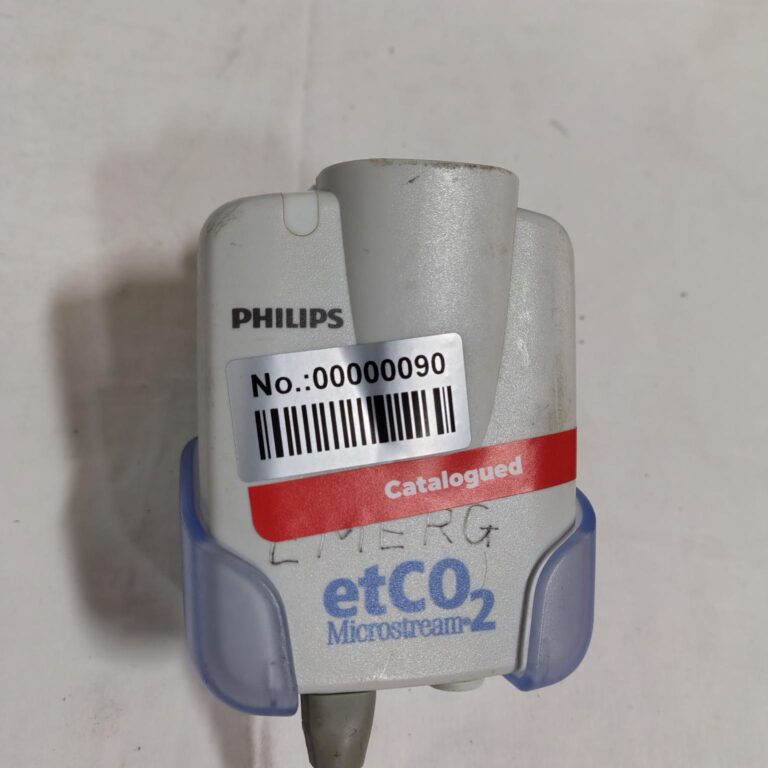 PHILIPS
No.:00000090
Catalogued
EMERG
etCO2
Microstream®